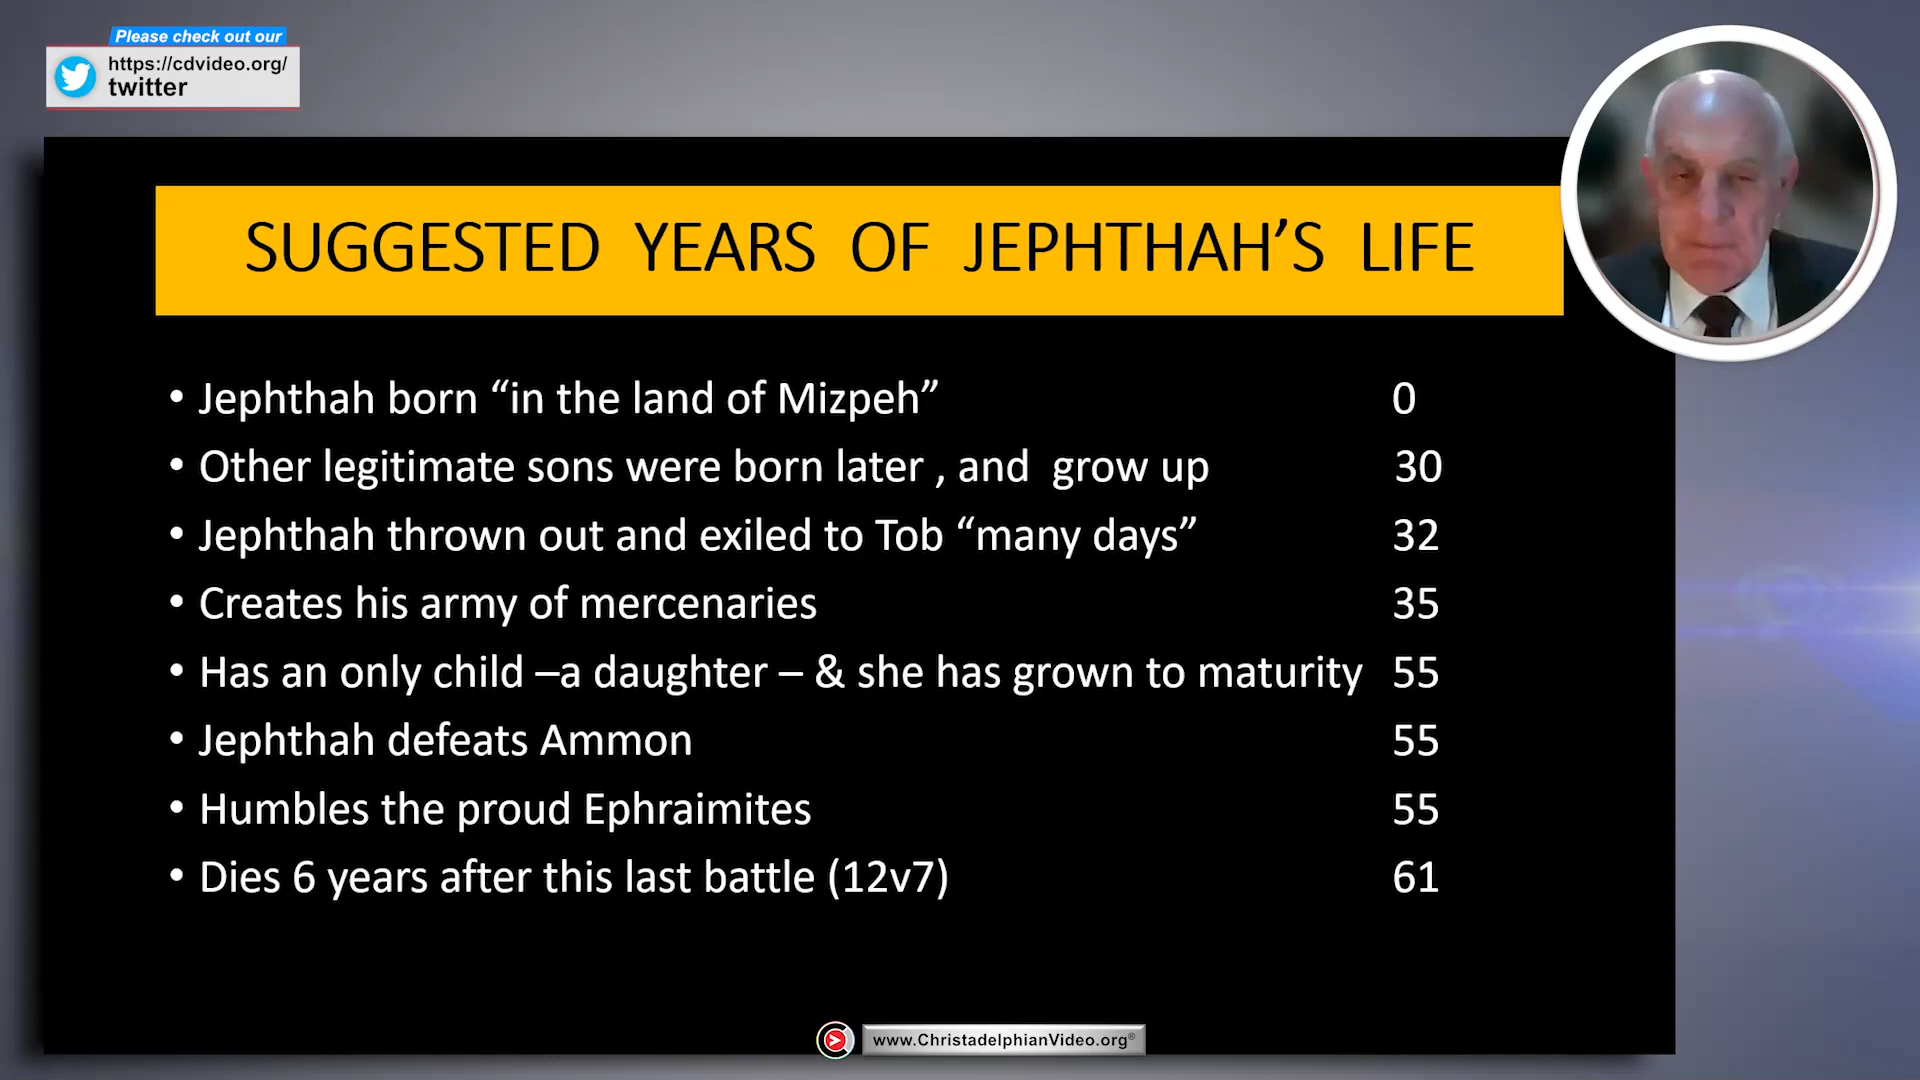 Please check out our
https://cdvideo.org/
twitter
SUGGESTED YEARS OF JEPHTHAH’S LIFE
• Jephthah born “in the land of Mizpeh” 0
• Other legitimate sons were born later , and grow up 30
• Jephthah thrown out and exiled to Tob “many days” 32
• Creates his army of mercenaries 35
• Has an only child –a daughter – & she has grown to maturity 55
• Jephthah defeats Ammon 55
• Humbles the proud Ephraimites 55
• Dies 6 years after this last battle (12v7) 61
www.ChristadelphianVideo.org®